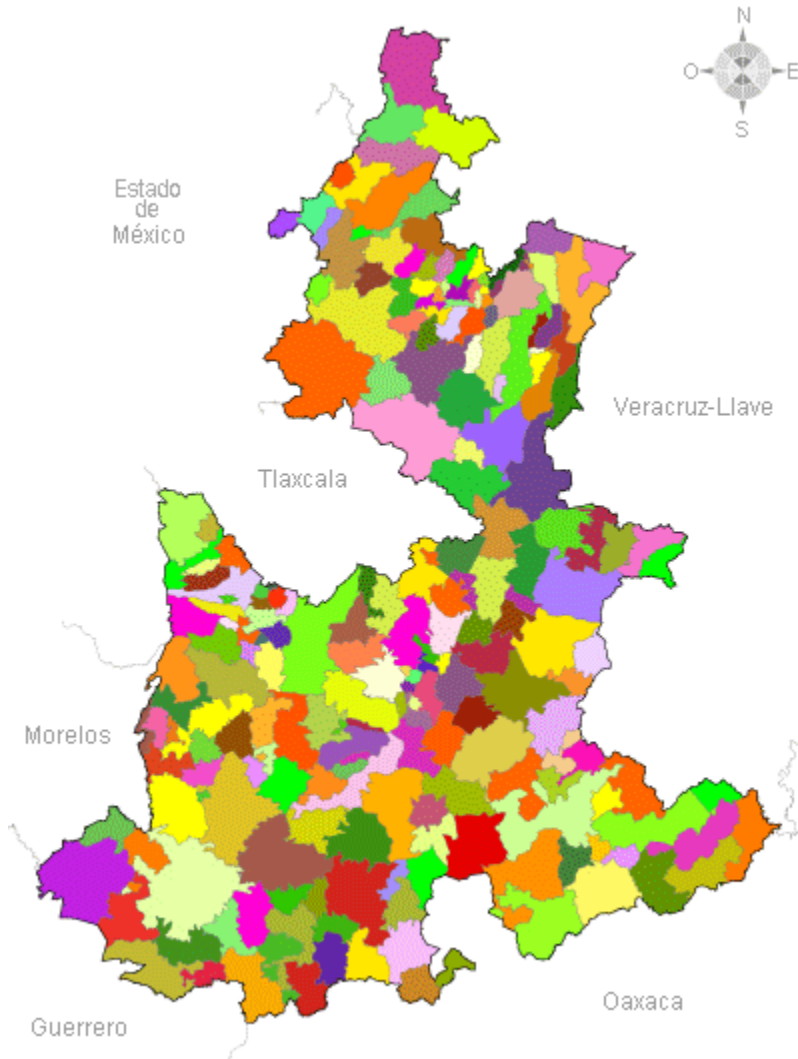 N
O E
S
Estado
de
México
Veracruz-Llave
Tlaxcala
Morelos
Oaxaca
Guerrero